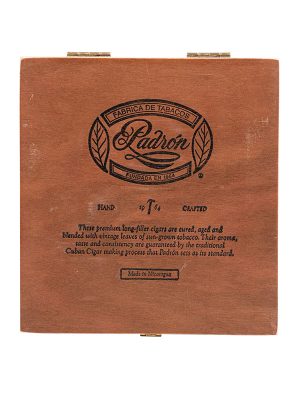 FABRICA DE TABACOS
Padrón
FUNDADA EN 1964
®
HAND 19 64 CRAFTED
These premium long-filler cigars are cured, aged and
blended with vintage leaves of sun-grown tobacco. Their aroma,
taste and consistency are guaranteed by the traditional
Cuban Cigar making process that Padrón sets as its standard.
Made in Nicaragua